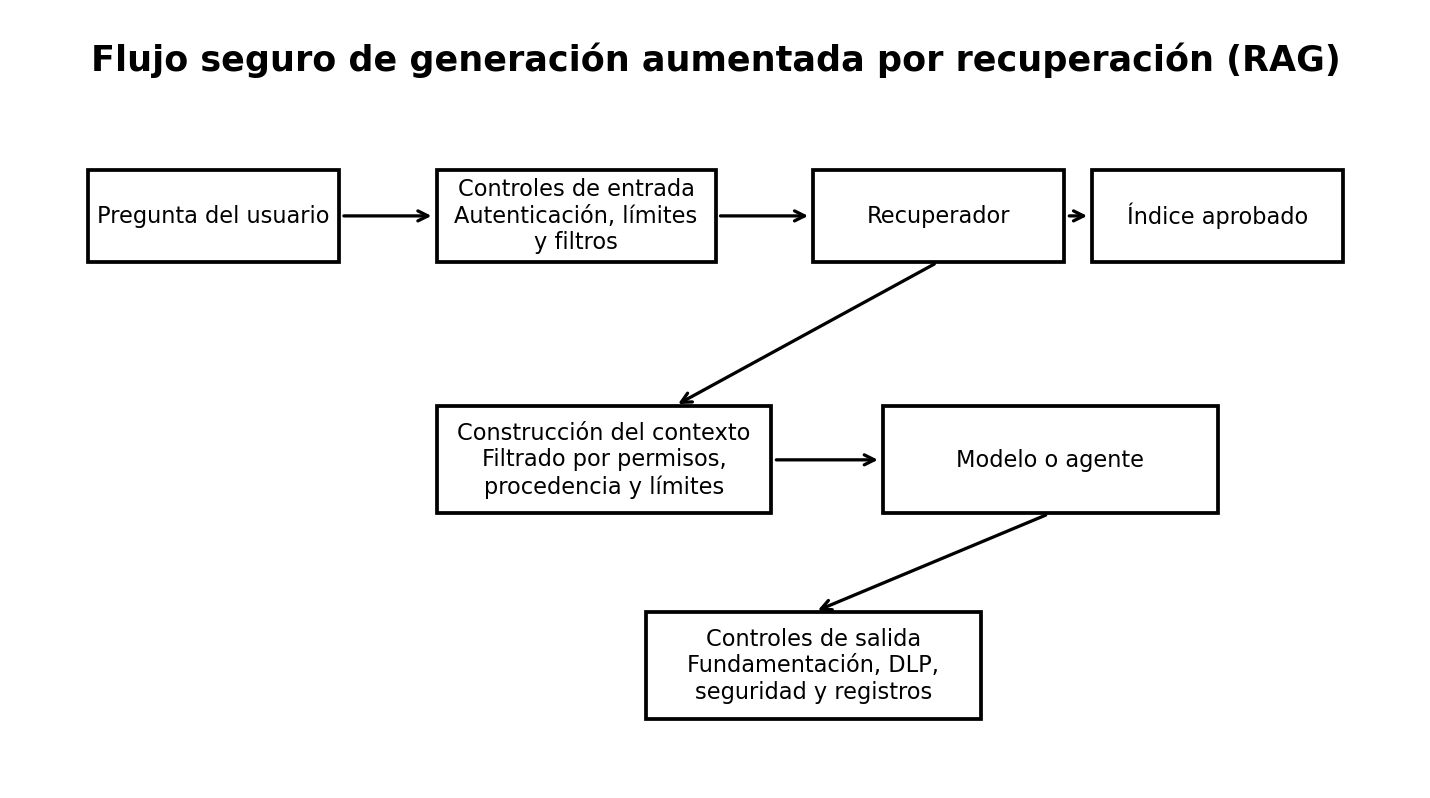 Flujo seguro de generación aumentada por recuperación (RAG)
Pregunta del usuario
Controles de entrada
Autenticación, límites
y filtros
Recuperador
Índice aprobado
Construcción del contexto
Filtrado por permisos,
procedencia y límites
Modelo o agente
Controles de salida
Fundamentación, DLP,
seguridad y registros